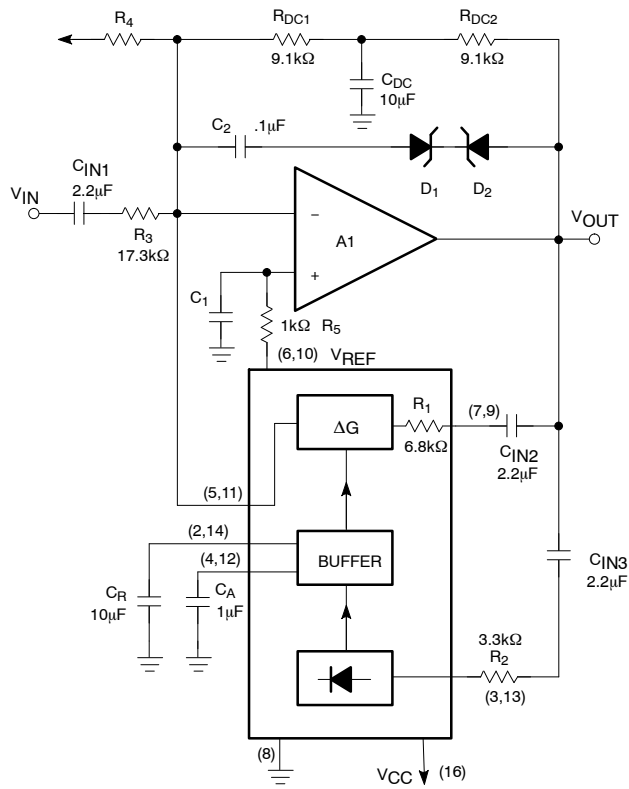 R4
RDC1
9.1kΩ
RDC2
9.1kΩ
CDC
10μF
C2
.1μF
D1
D2
CIN1
2.2μF
VIN
R3
17.3kΩ
–
A1
+
VOUT
C1
1kΩ R5
(6,10)
VREF
ΔG
R1
6.8kΩ
(7,9)
CIN2
2.2μF
(5,11)
(2,14)
(4,12)
BUFFER
CR
10μF
CA
1μF
CIN3
2.2μF
3.3kΩ
R2
(3,13)
(8)
VCC
(16)